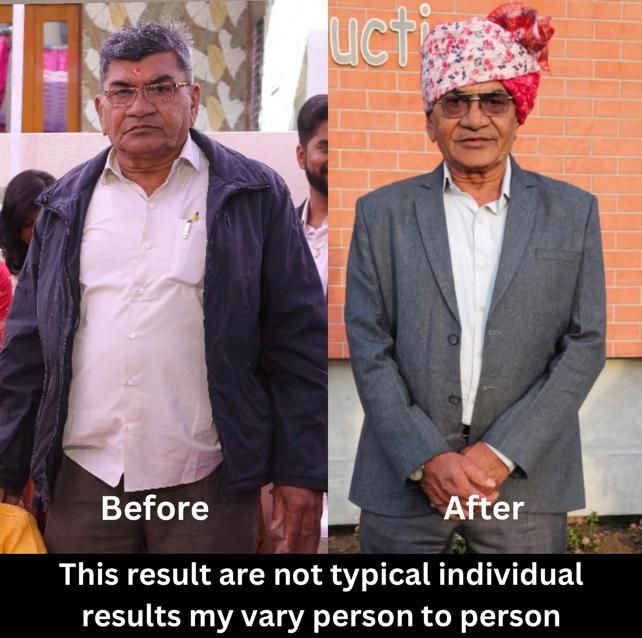 ucti
Before
After
This result are not typical individual
results my vary person to person